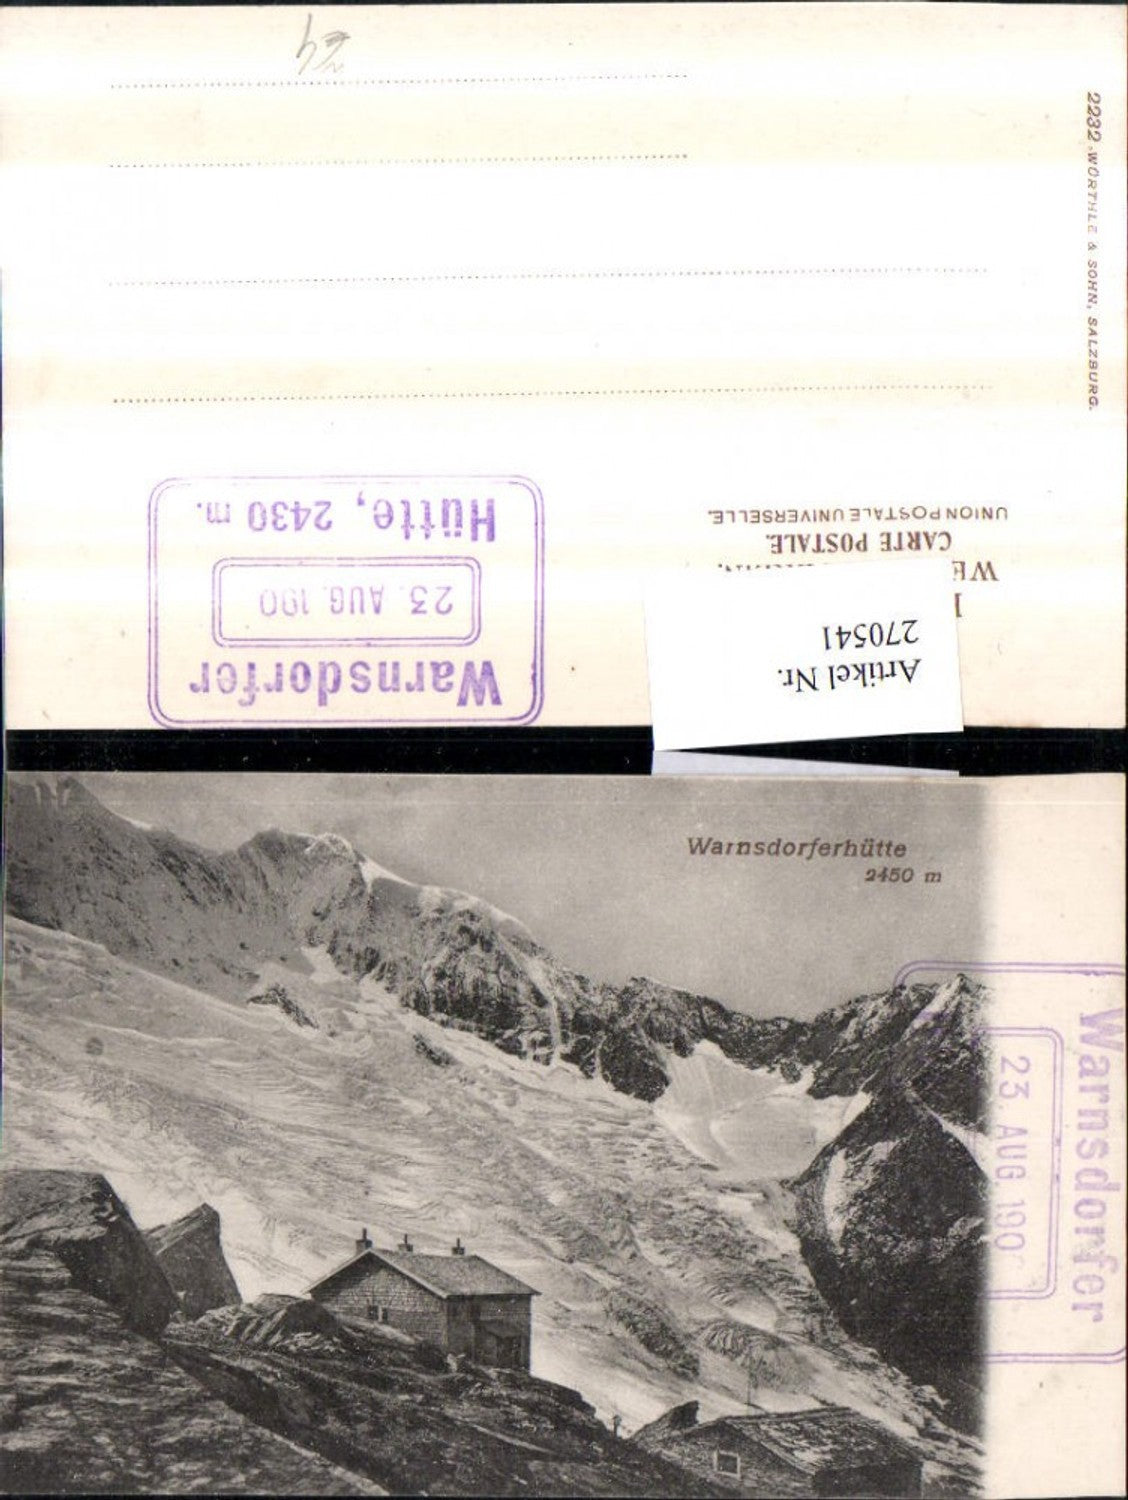 2232 - WÜRTHLE & SOHN, SALZBURG.
Artikel Nr.
270541
WE
CARTE POSTALE.
UNION POSTALE UNIVERSELLE.
Warnsdorfer
23. AUG. 190
Hütte, 2430 m.
Warnsdorferhütte
2450 m
Warnsdorfer
23. AUG 190